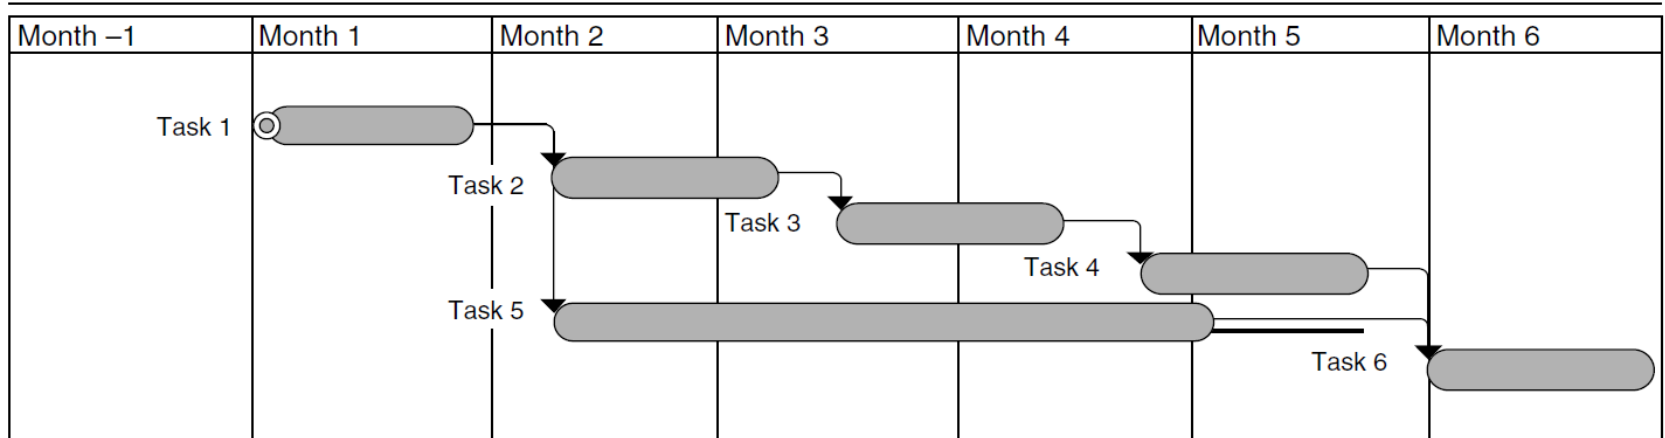 Month –1 Month 1 Month 2 Month 3 Month 4 Month 5 Month 6
Task 1
Task 2
Task 3
Task 4
Task 5
Task 6